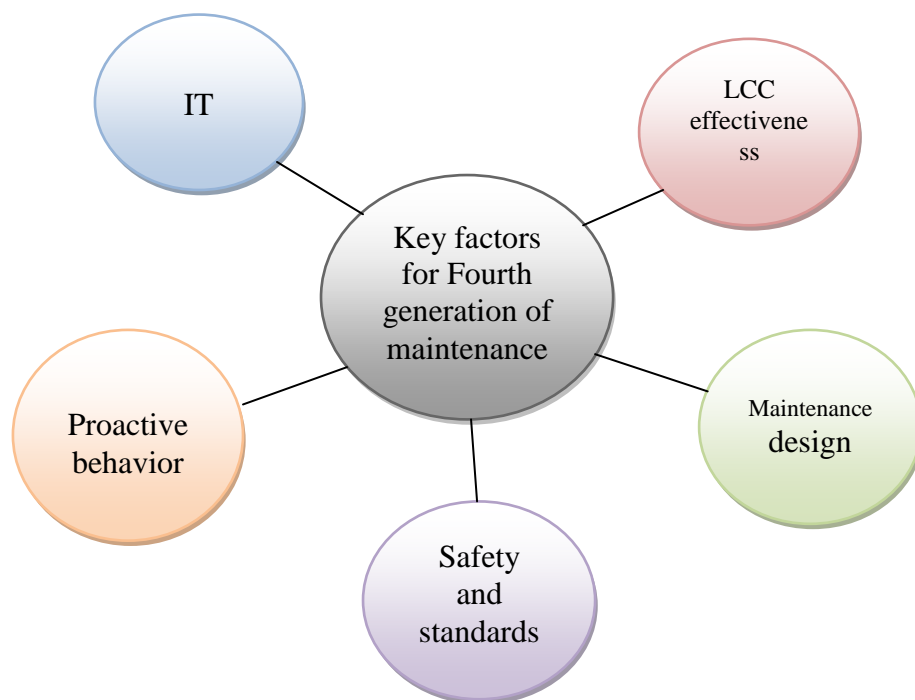 IT
LCC
effectivene
ss
Key factors
for Fourth
generation of
maintenance
Proactive
behavior
Maintenance
design
Safety
and
standards